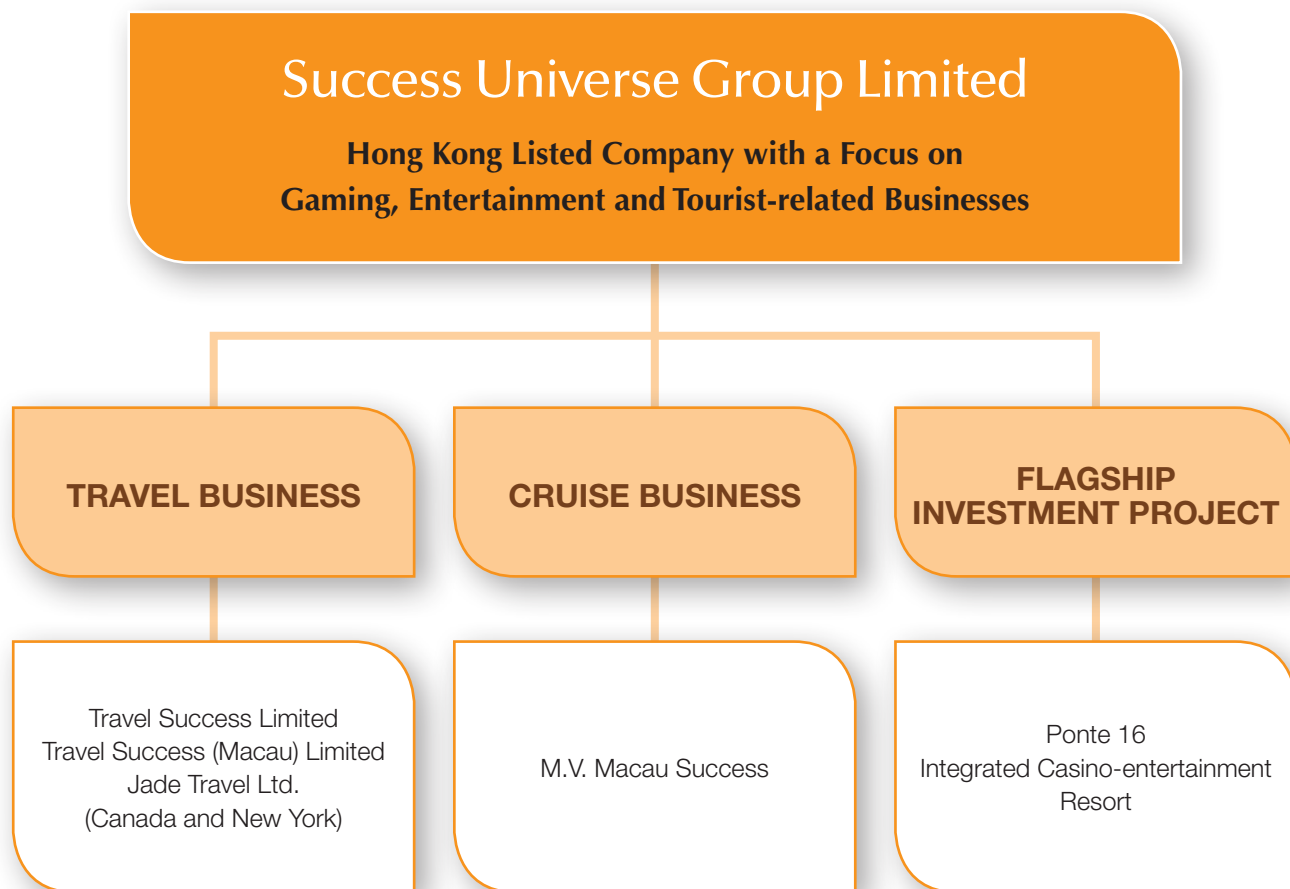 Success Universe Group Limited
Hong Kong Listed Company with a Focus on
Gaming, Entertainment and Tourist-related Businesses
TRAVEL BUSINESS
CRUISE BUSINESS
FLAGSHIP
INVESTMENT PROJECT
Travel Success Limited
Travel Success (Macau) Limited
Jade Travel Ltd.
(Canada and New York)
M.V. Macau Success
Ponte 16
Integrated Casino-entertainment
Resort